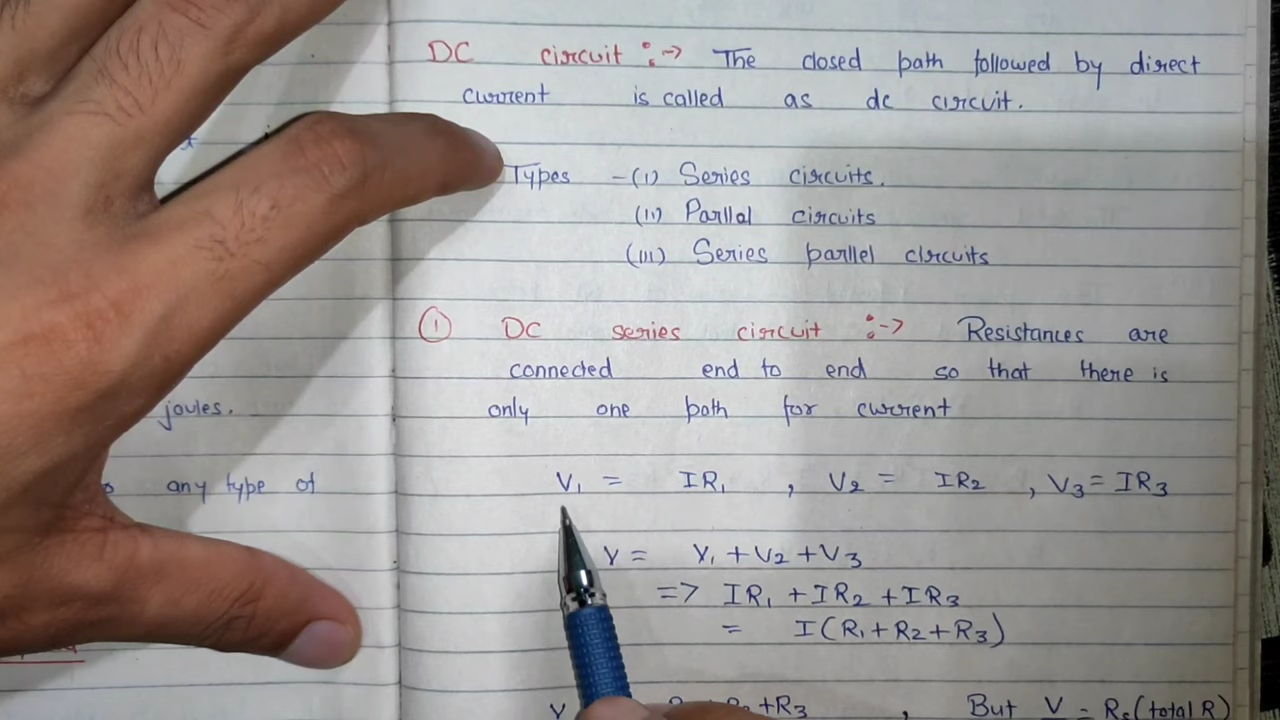 DC circuit :-> The closed path followed by direct
current is called as dc circuit.
Types - (i) Series circuits.
(ii) Parllal circuits
(iii) Series parllel circuits
① DC series circuit :-> Resistances are
connected end to end so that there is
only one path for current
V₁ = IR₁ , V₂ = IR₂ , V₃ = IR₃
V = V₁ + V₂ + V₃
=> IR₁ + IR₂ + IR₃
= I(R₁ + R₂ + R₃)
+R₃ , But V = Rs (total R)
joules.
any type of